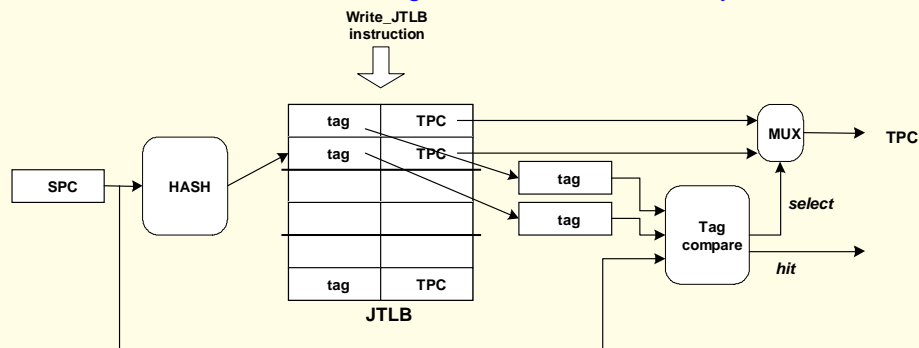 Write_JTLB
instruction
tag TPC
MUX
TPC
tag TPC
SPC
HASH
tag
select
tag
Tag
compare
hit
tag TPC
JTLB